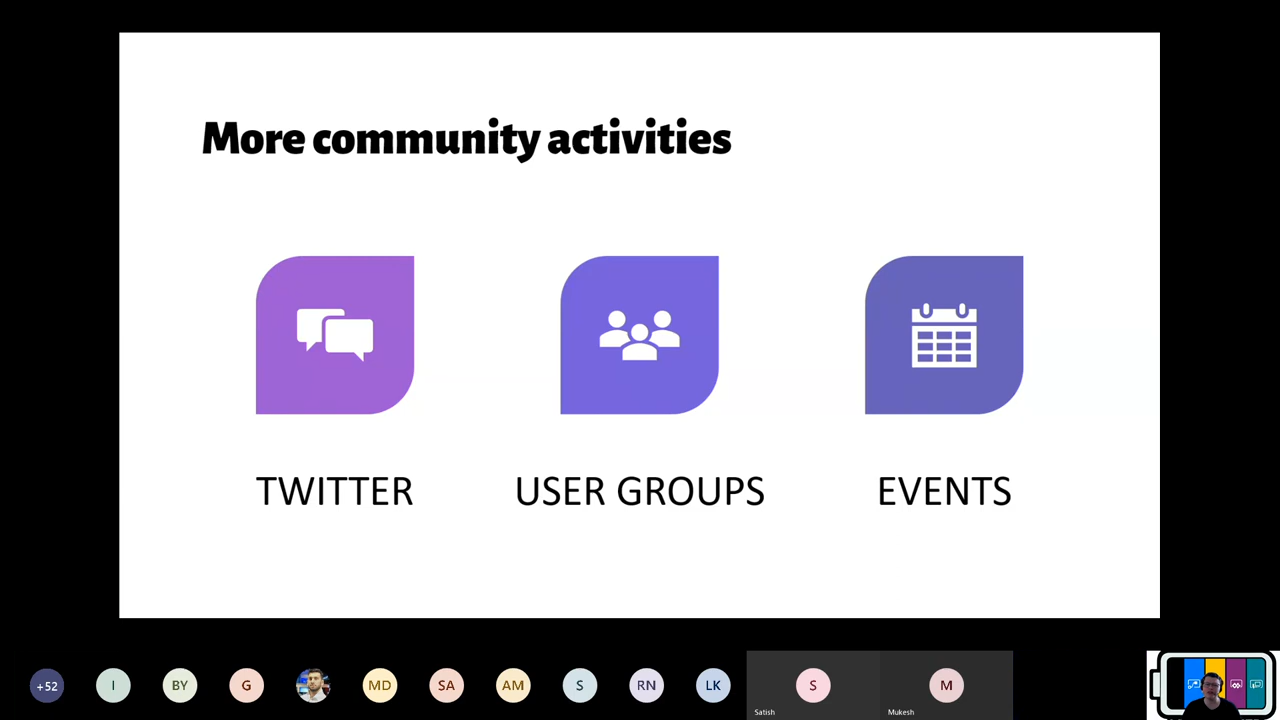 More community activities
TWITTER
USER GROUPS
EVENTS
+52
I
BY
G
MD
SA
AM
S
RN
LK
S
M
Satish
Mukesh